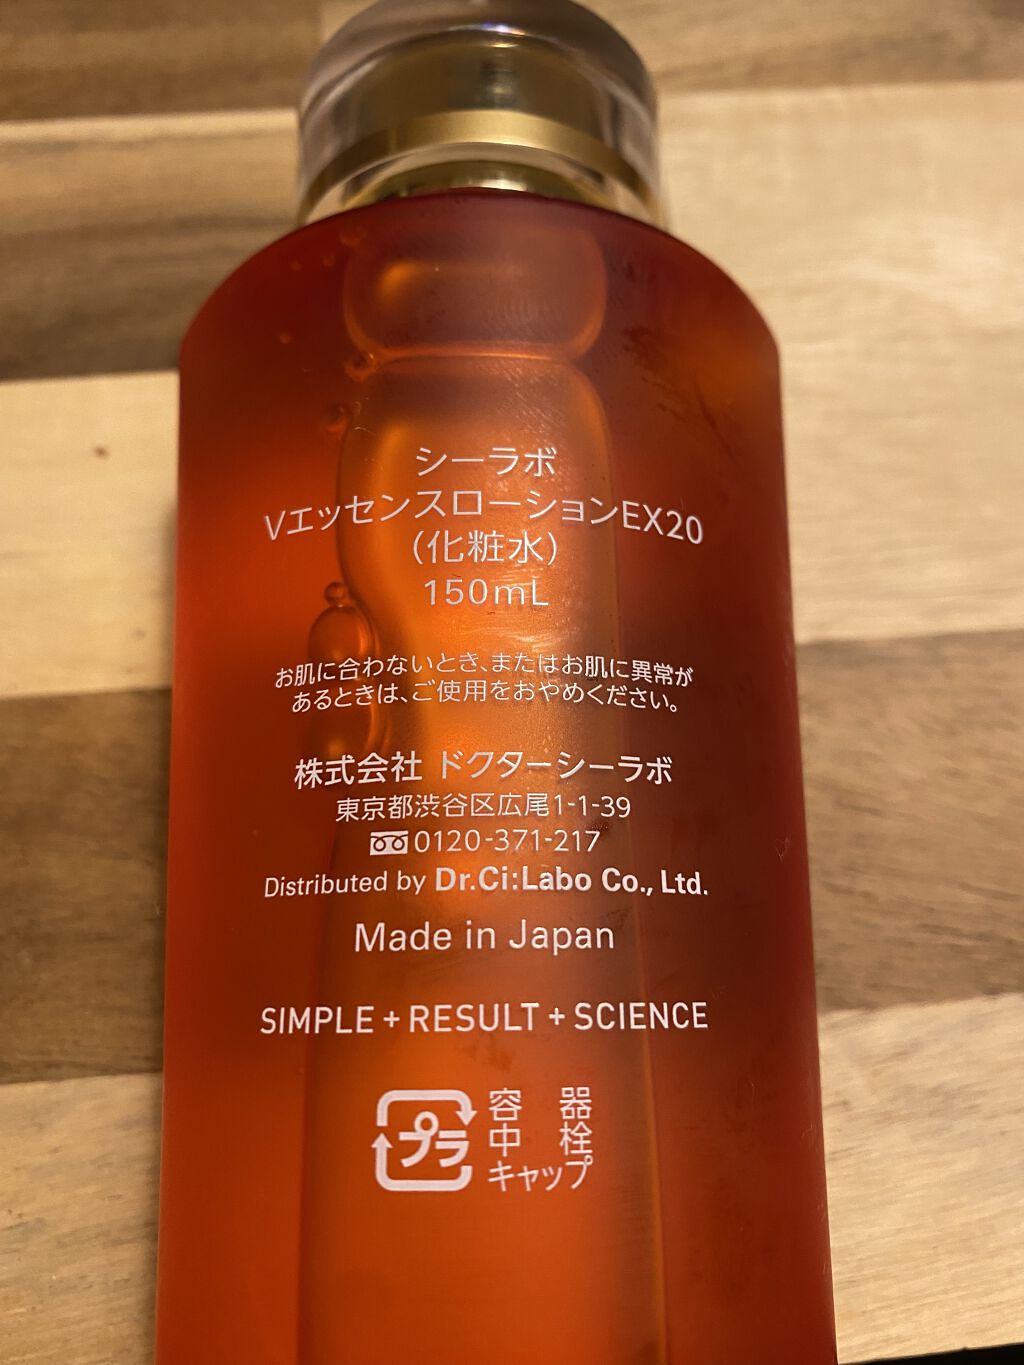 シーラボ
VエッセンスローションEX20
(化粧水)
150mL
お肌に合わないとき、またはお肌に異常が
あるときは、ご使用をおやめください。
株式会社 ドクターシーラボ
東京都渋谷区広尾1-1-39
0120-371-217
Distributed by Dr.Ci:Labo Co., Ltd.
Made in Japan
SIMPLE + RESULT + SCIENCE
プラ
容器
中栓
キャップ